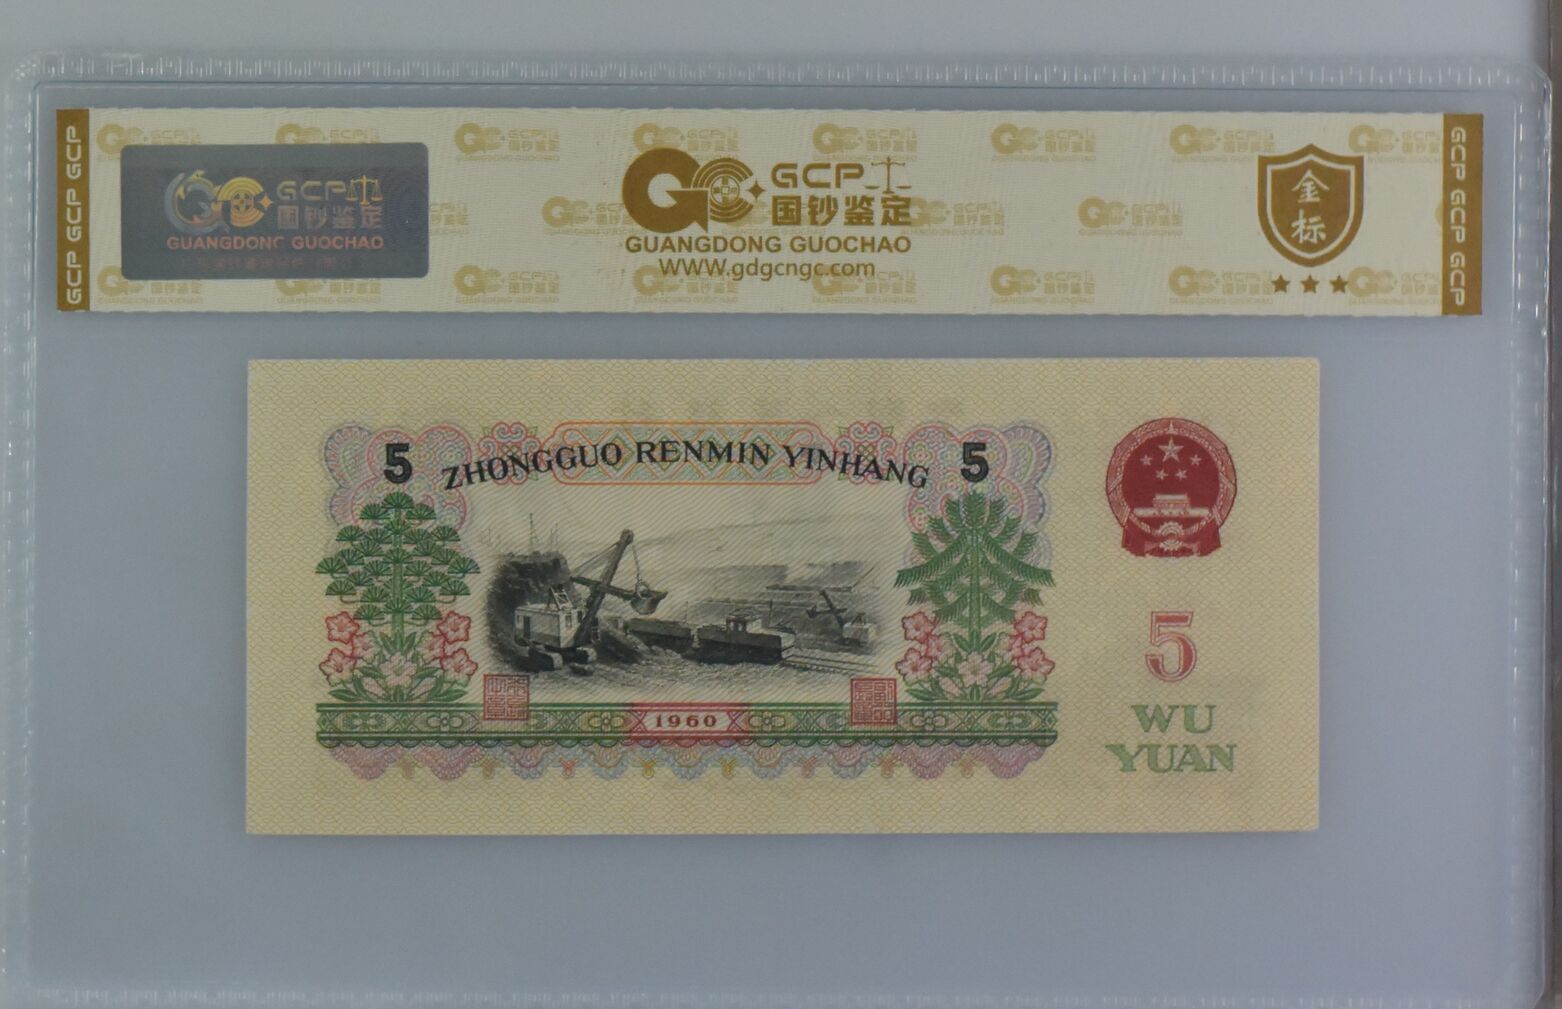 GCP GCP GCP
GCP
国钞鉴定
GUANGDONG GUOCHAO
GCP
国钞鉴定
GUANGDONG GUOCHAO
WWW.gdgcngc.com
金标
GCP GCP GCP
5
ZHONGGUO RENMIN YINHANG
5
1960
5
WU
YUAN